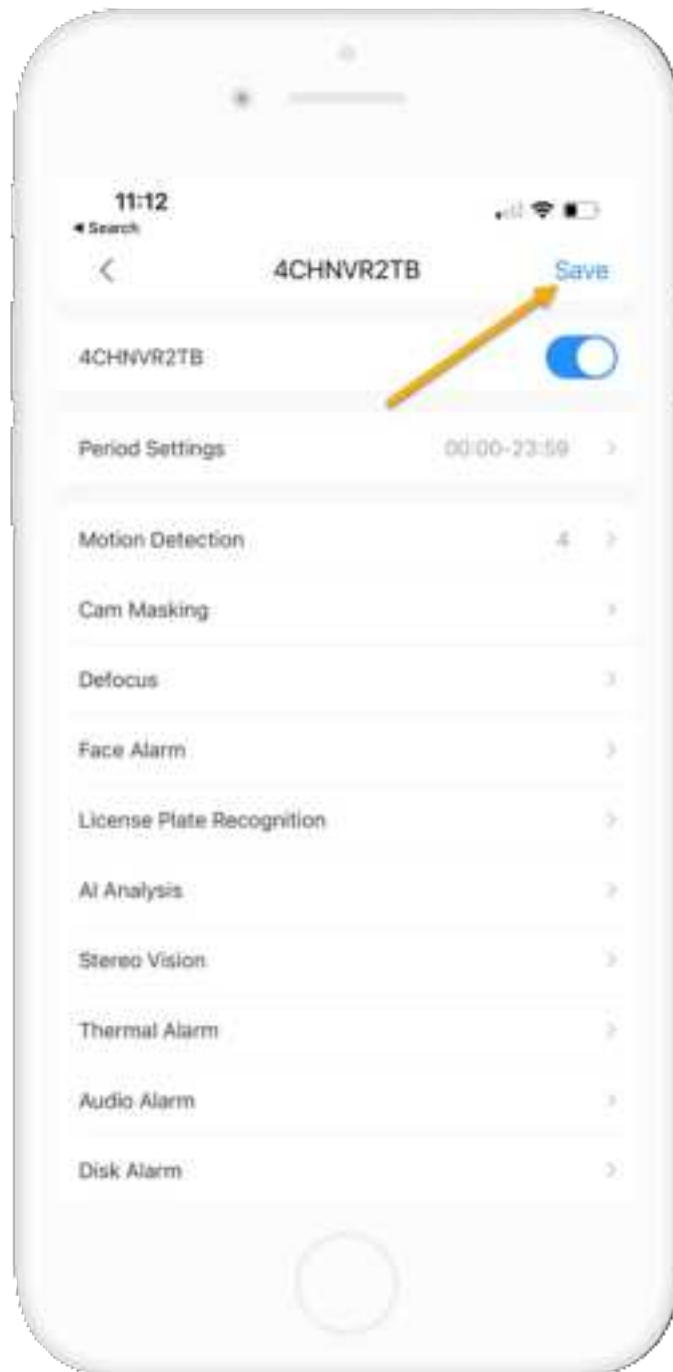 11:12
◀ Search
4CHNVR2TB Save
4CHNVR2TB
Period Settings 00:00-23:59
Motion Detection 4
Cam Masking
Defocus
Face Alarm
License Plate Recognition
AI Analysis
Stereo Vision
Thermal Alarm
Audio Alarm
Disk Alarm